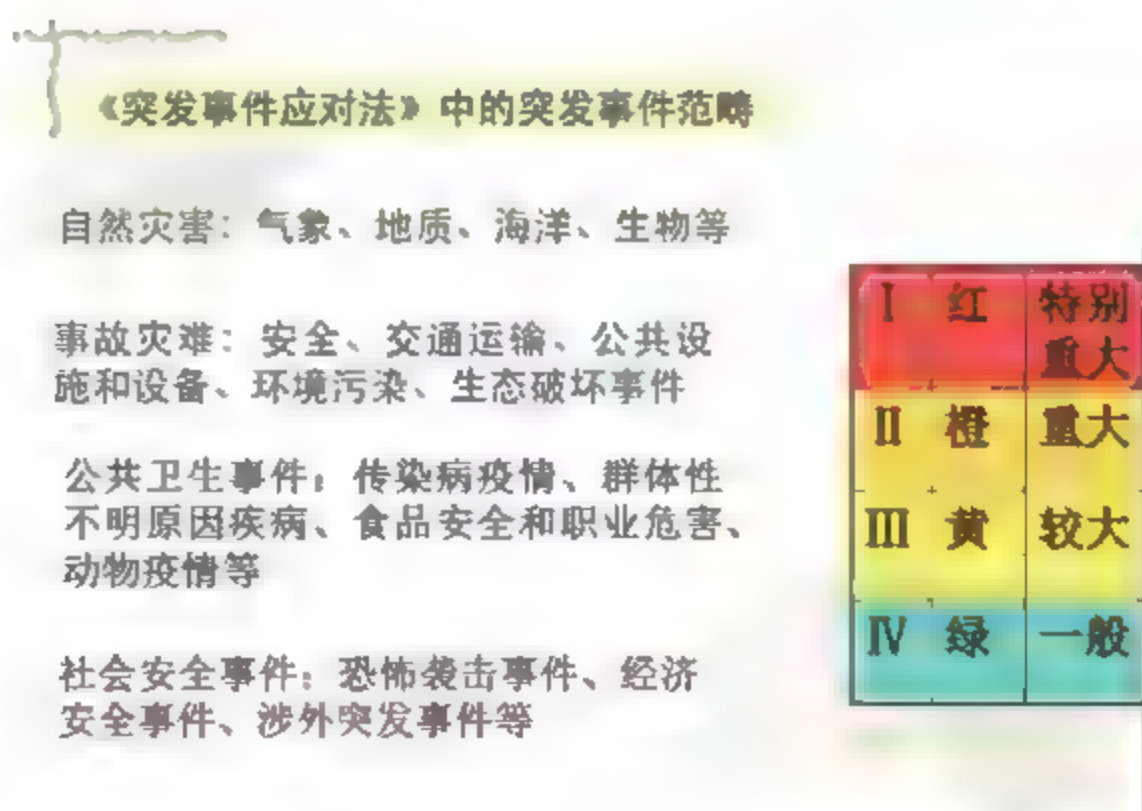 《突发事件应对法》中的突发事件范畴
自然灾害：气象、地质、海洋、生物等
事故灾难：安全、交通运输、公共设
施和设备、环境污染、生态破坏事件
公共卫生事件：传染病疫情、群体性
不明原因疾病、食品安全和职业危害、
动物疫情等
社会安全事件：恐怖袭击事件、经济
安全事件、涉外突发事件等
Ⅰ 红 特别
重大
Ⅱ 橙 重大
Ⅲ 黄 较大
Ⅳ 绿 一般